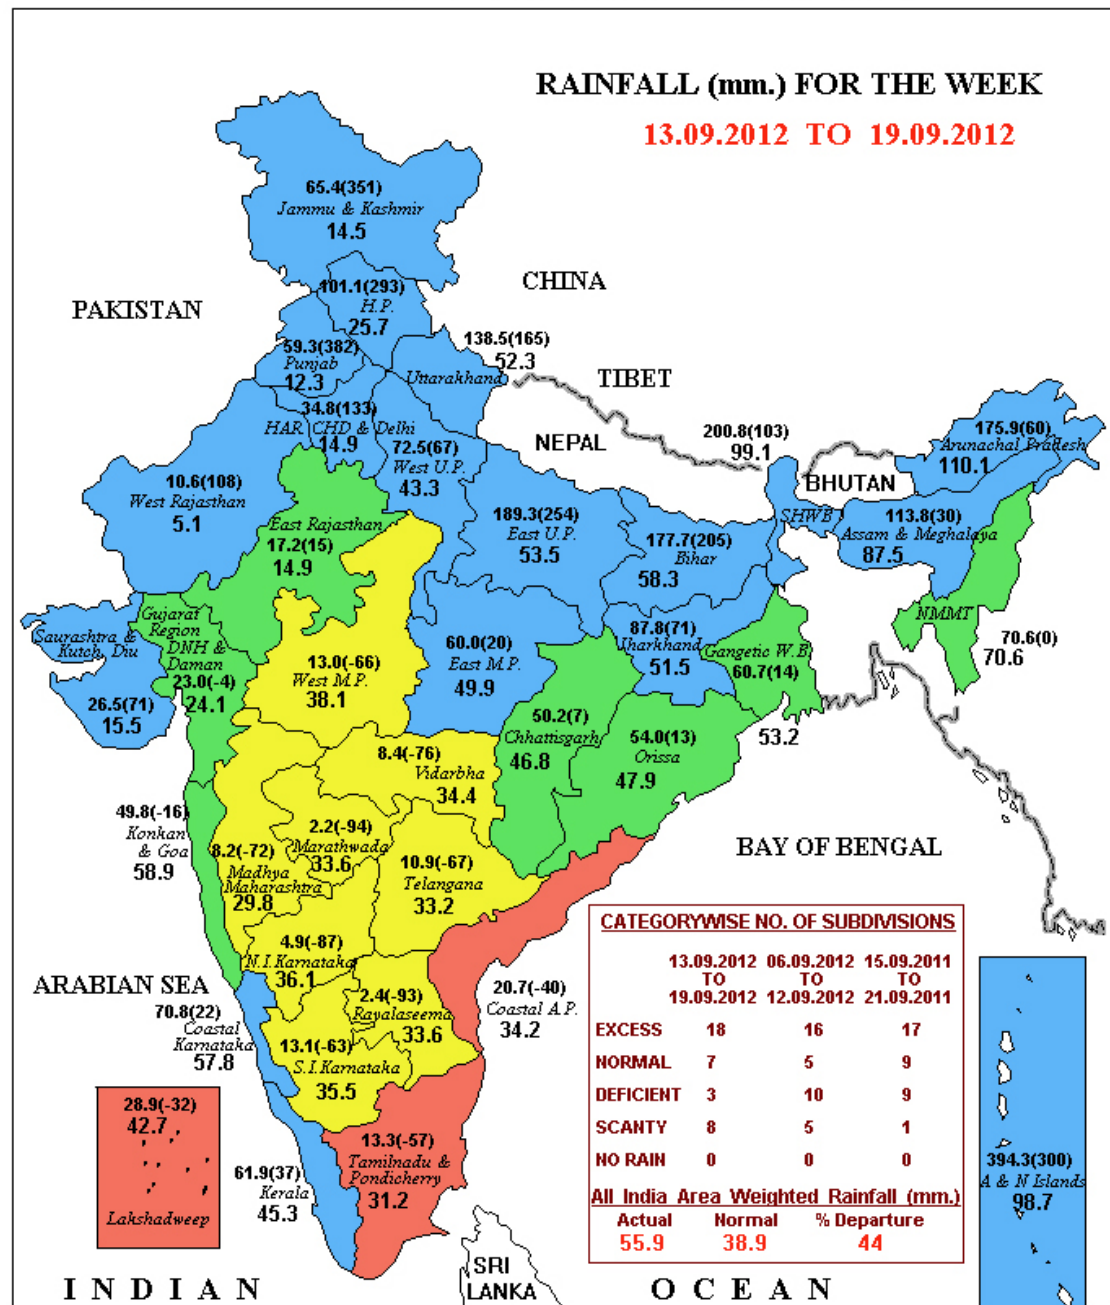 RAINFALL (mm.) FOR THE WEEK
13.09.2012 TO 19.09.2012
65.4(351)
Jammu & Kashmir
14.5
CHINA
101.1(293)
H.P.
25.7
PAKISTAN
138.5(165)
52.3
59.3(382)
Punjab
12.3
Uttarakhand
TIBET
34.8(133)
HAR CHD & Delhi
14.9
72.5(67)
West U.P.
43.3
NEPAL
200.8(103)
99.1
175.9(60)
Arunachal Pradesh
110.1
BHUTAN
10.6(108)
West Rajasthan
5.1
East Rajasthan
17.2(15)
14.9
189.3(254)
East U.P.
53.5
177.7(205)
Bihar
58.3
SHWB
113.8(30)
Assam & Meghalaya
87.5
NMMT
70.6(0)
70.6
Saurashtra &
Kutch, Diu
26.5(71)
15.5
Gujarat
Region
DNH &
Daman
23.0(-4)
24.1
13.0(-66)
West M.P.
38.1
60.0(20)
East M.P.
49.9
87.8(71)
Jharkhand
51.5
Gangetic W.B
60.7(14)
53.2
50.2(7)
Chhattisgarh
46.8
54.0(13)
Orissa
47.9
8.4(-76)
Vidarbha
34.4
49.8(-16)
Konkan
& Goa
58.9
8.2(-72)
Madhya
Maharashtra
29.8
2.2(-94)
Marathwada
33.6
10.9(-67)
Telangana
33.2
BAY OF BENGAL
4.9(-87)
N.I.Karnataka
36.1
ARABIAN SEA
70.8(22)
Coastal
Karnataka
57.8
2.4(-93)
Rayalaseema
33.6
20.7(-40)
Coastal A.P.
34.2
13.1(-63)
S.I.Karnataka
35.5
28.9(-32)
42.7
Lakshadweep
61.9(37)
Kerala
45.3
13.3(-57)
Tamilnadu &
Pondicherry
31.2
CATEGORYWISE NO. OF SUBDIVISIONS
13.09.2012 06.09.2012 15.09.2011
TO TO TO
19.09.2012 12.09.2012 21.09.2011
EXCESS 18 16 17
NORMAL 7 5 9
DEFICIENT 3 10 9
SCANTY 8 5 1
NO RAIN 0 0 0
All India Area Weighted Rainfall (mm.)
Actual Normal % Departure
55.9 38.9 44
394.3(300)
A & N Islands
98.7
SRI
LANKA
INDIAN OCEAN